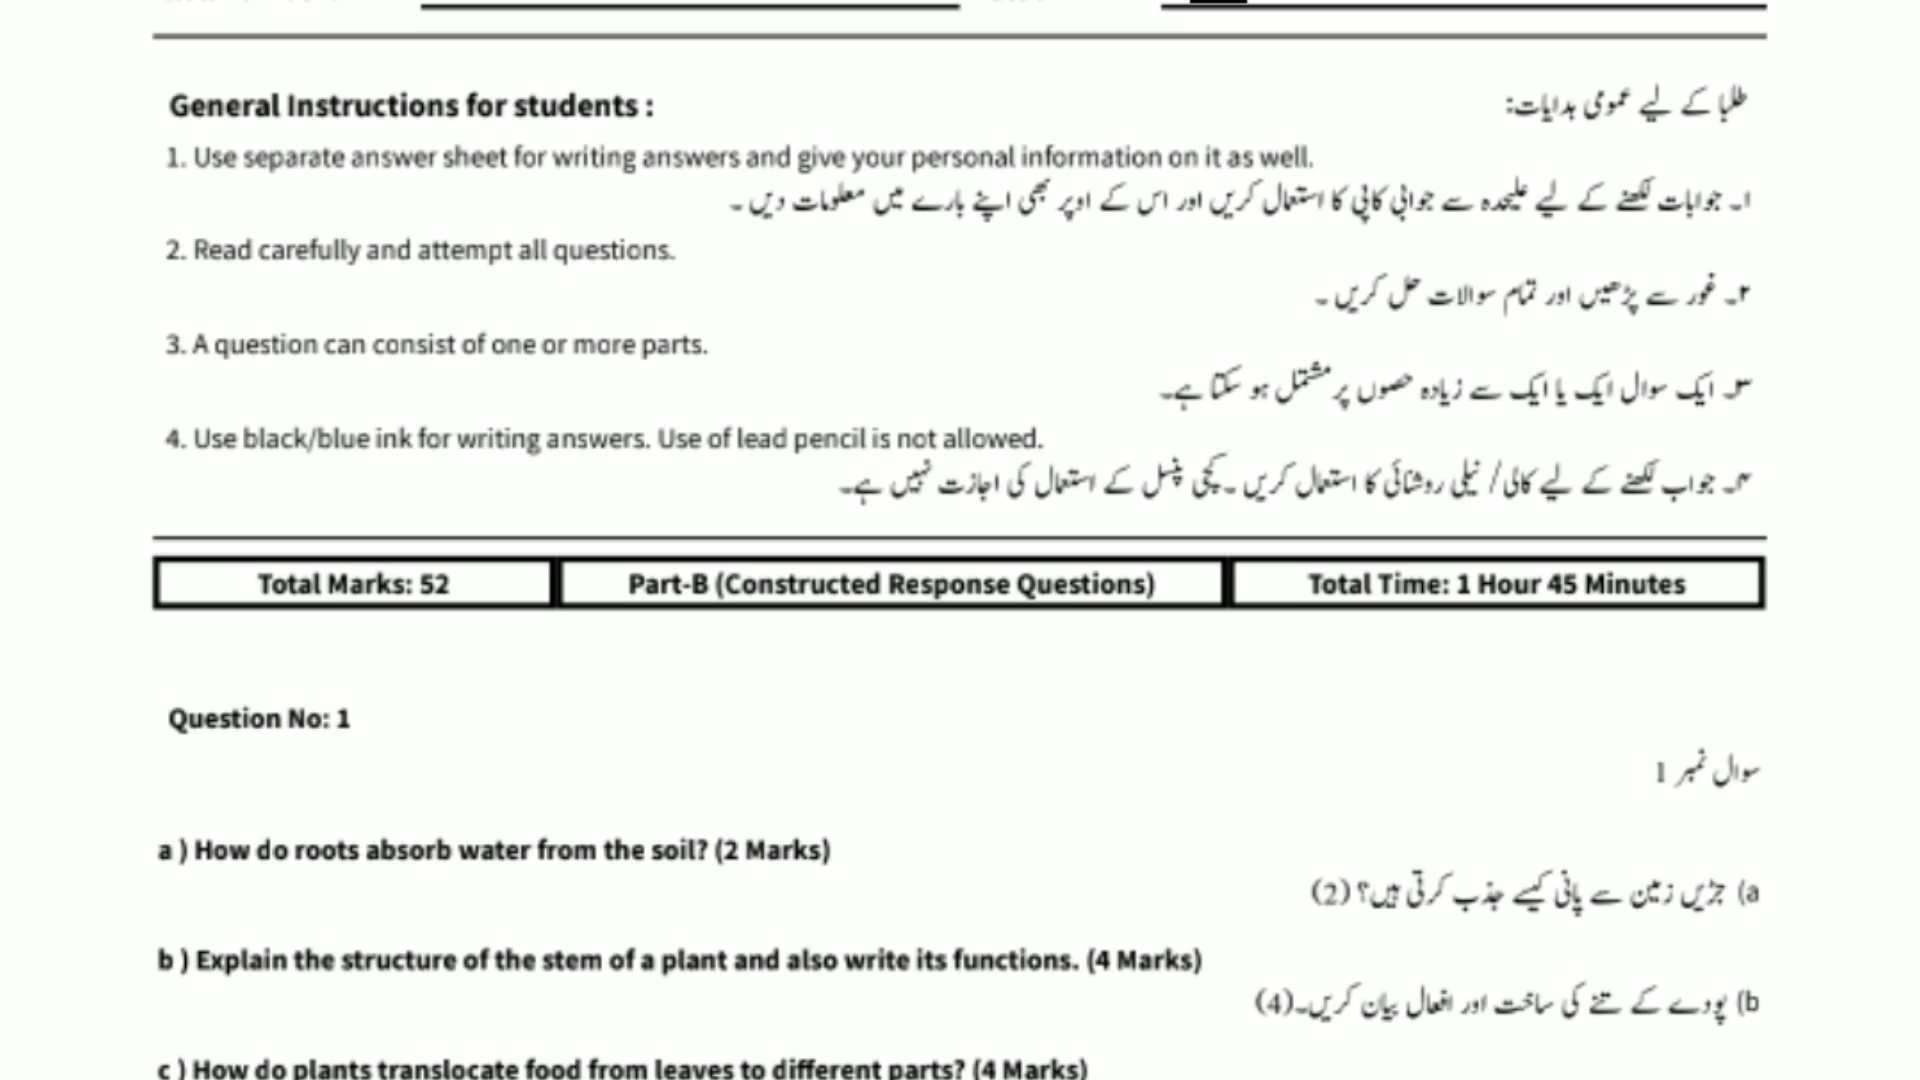 General Instructions for students :
طلبا کے لیے عمومی ہدایات:
1. Use separate answer sheet for writing answers and give your personal information on it as well.
۱۔ جوابات لکھنے کے لیے علیحدہ سے جوابی کاپی کا استعمال کریں اور اس کے اوپر بھی اپنے بارے میں معلومات دیں ۔
2. Read carefully and attempt all questions.
۲۔ غور سے پڑھیں اور تمام سوالات حل کریں ۔
3. A question can consist of one or more parts.
۳۔ ایک سوال ایک یا ایک سے زیادہ حصوں پر مشتمل ہو سکتا ہے۔
4. Use black/blue ink for writing answers. Use of lead pencil is not allowed.
۴۔ جواب لکھنے کے لیے کالی/ نیلی روشنائی کا استعمال کریں ۔ کچی پنسل کے استعمال کی اجازت نہیں ہے۔
Total Marks: 52 Part-B (Constructed Response Questions) Total Time: 1 Hour 45 Minutes
Question No: 1
سوال نمبر 1
a ) How do roots absorb water from the soil? (2 Marks)
a) جڑیں زمین سے پانی کیسے جذب کرتی ہیں؟ (2)
b ) Explain the structure of the stem of a plant and also write its functions. (4 Marks)
b) پودے کے تنے کی ساخت اور افعال بیان کریں۔(4)
c ) How do plants translocate food from leaves to different parts? (4 Marks)